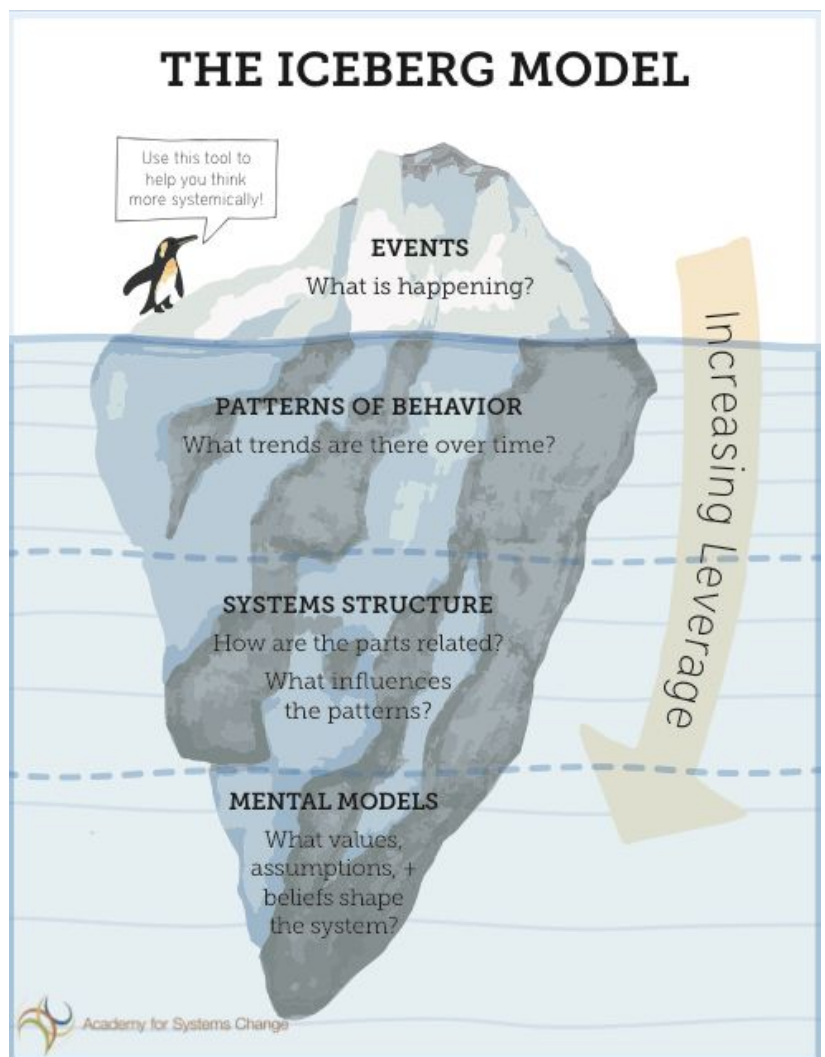 THE ICEBERG MODEL
Use this tool to
help you think
more systemically!
EVENTS
What is happening?
PATTERNS OF BEHAVIOR
What trends are there over time?
SYSTEMS STRUCTURE
How are the parts related?
What influences
the patterns?
MENTAL MODELS
What values,
assumptions, +
beliefs shape
the system?
Increasing Leverage
Academy for Systems Change